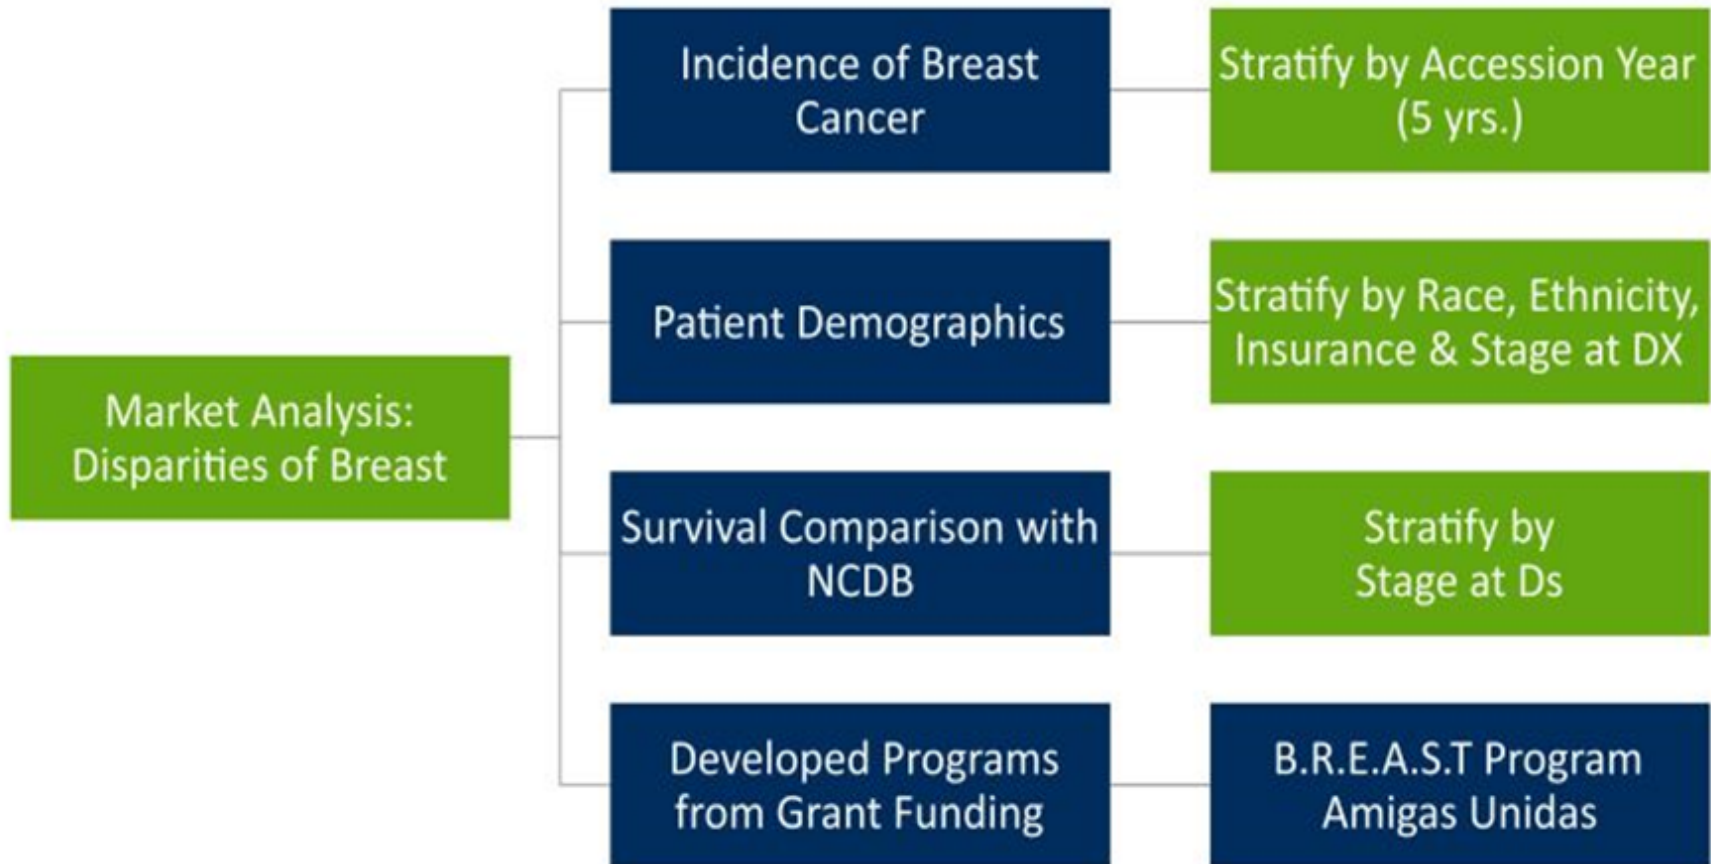 Incidence of Breast
Cancer
Stratify by Accession Year
(5 yrs.)
Patient Demographics
Stratify by Race, Ethnicity,
Insurance & Stage at DX
Market Analysis:
Disparities of Breast
Survival Comparison with
NCDB
Stratify by
Stage at Ds
Developed Programs
from Grant Funding
B.R.E.A.S.T Program
Amigas Unidas